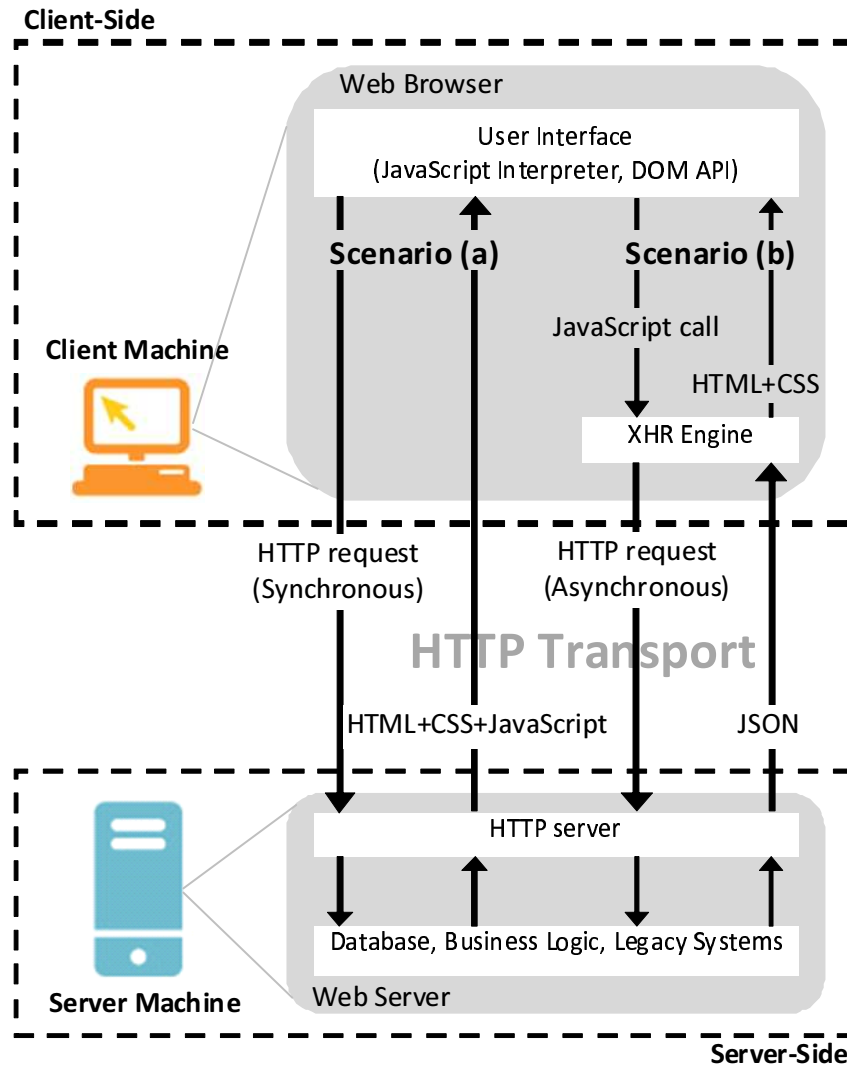 Client-Side
Web Browser
User Interface
(JavaScript Interpreter, DOM API)
Scenario (a)
Scenario (b)
JavaScript call
Client Machine
HTML+CSS
XHR Engine
HTTP request
(Synchronous)
HTTP request
(Asynchronous)
HTTP Transport
HTML+CSS+JavaScript
JSON
HTTP server
Database, Business Logic, Legacy Systems
Server Machine
Web Server
Server-Side